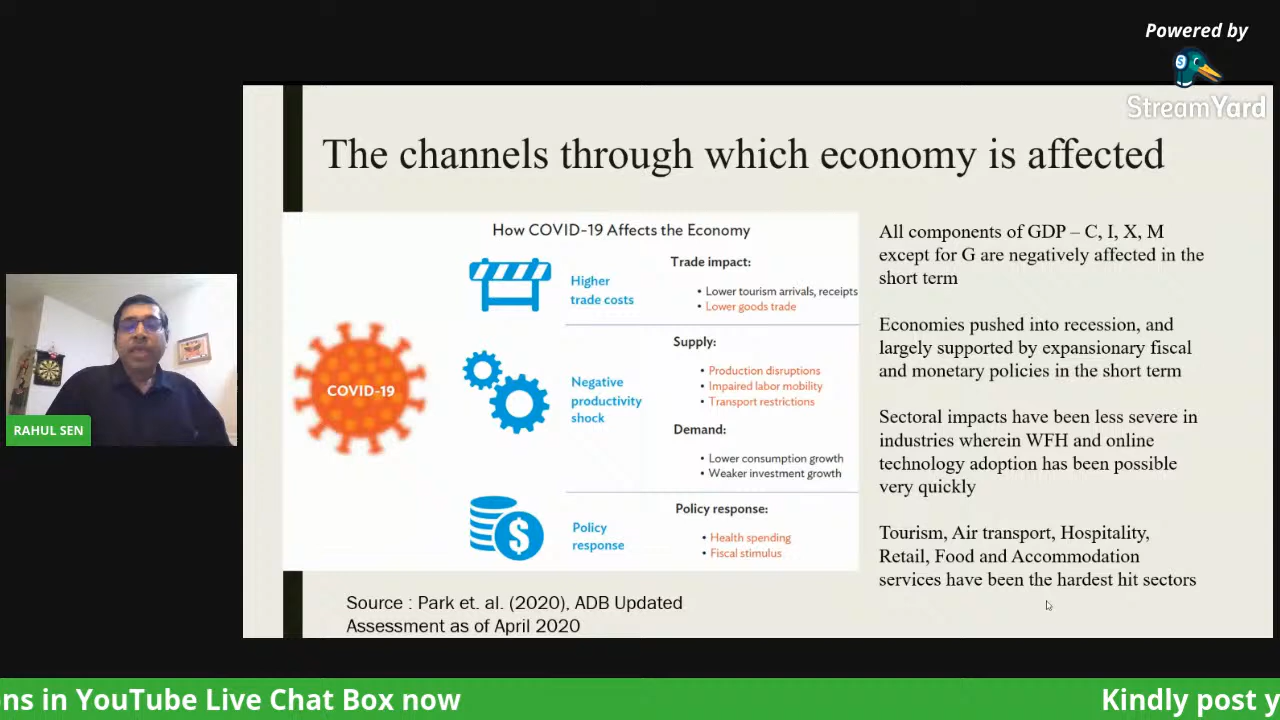 Powered by
StreamYard
The channels through which economy is affected
How COVID-19 Affects the Economy
COVID-19
Higher
trade costs
Trade impact:
• Lower tourism arrivals, receipts
• Lower goods trade
Negative
productivity
shock
Supply:
• Production disruptions
• Impaired labor mobility
• Transport restrictions
Demand:
• Lower consumption growth
• Weaker investment growth
Policy
response
Policy response:
• Health spending
• Fiscal stimulus
Source : Park et. al. (2020), ADB Updated
Assessment as of April 2020
All components of GDP – C, I, X, M
except for G are negatively affected in the
short term
Economies pushed into recession, and
largely supported by expansionary fiscal
and monetary policies in the short term
Sectoral impacts have been less severe in
industries wherein WFH and online
technology adoption has been possible
very quickly
Tourism, Air transport, Hospitality,
Retail, Food and Accommodation
services have been the hardest hit sectors
RAHUL SEN
ns in YouTube Live Chat Box now
Kindly post y